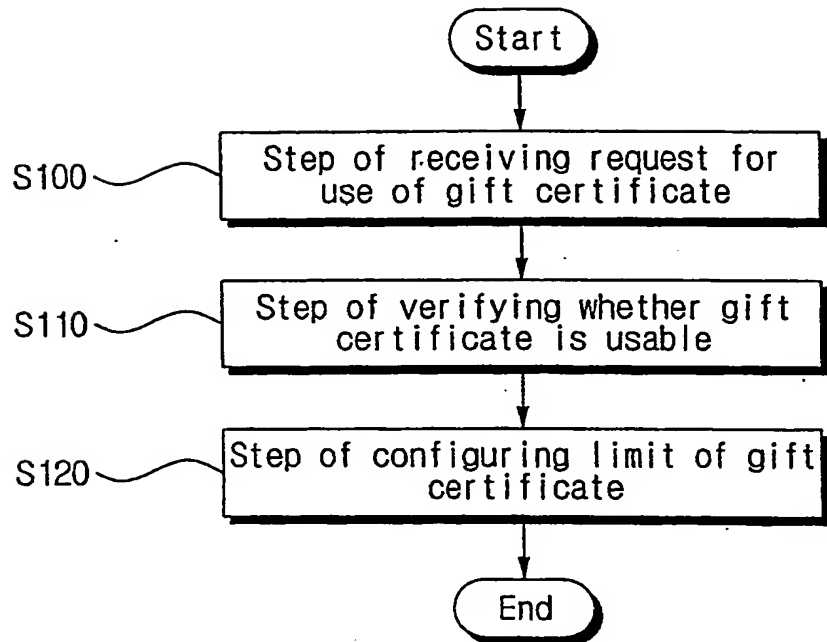 Start
S100
Step of receiving request for
use of gift certificate
S110
Step of verifying whether gift
certificate is usable
S120
Step of configuring limit of gift
certificate
End